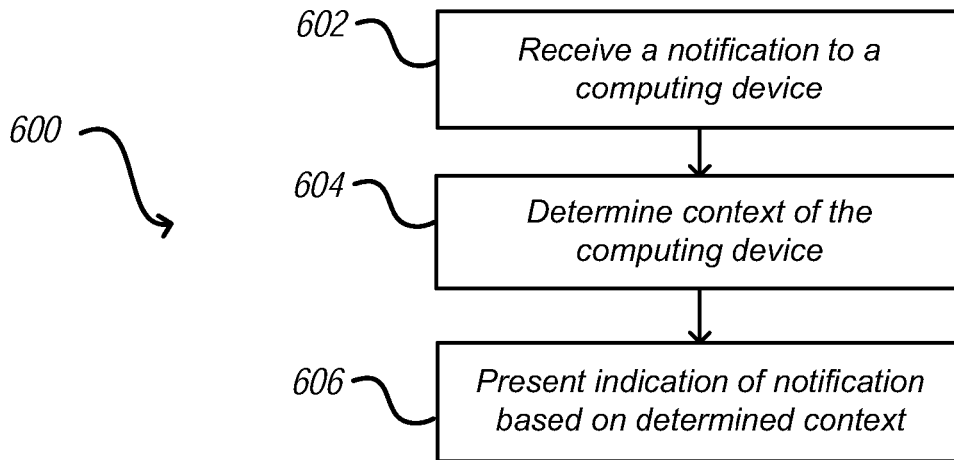 602
Receive a notification to a
computing device
600
604
Determine context of the
computing device
606
Present indication of notification
based on determined context